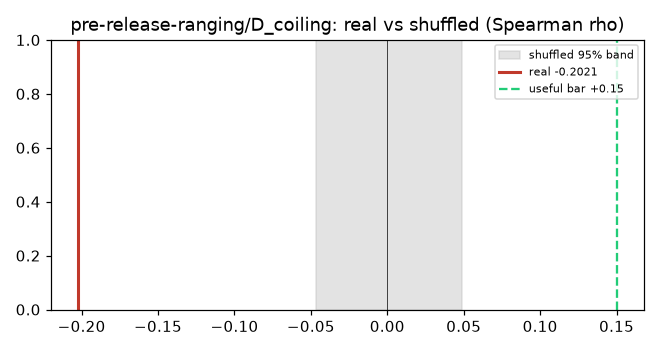 pre-release-ranging/D_coiling: real vs shuffled (Spearman rho)
1.0
0.8
0.6
0.4
0.2
0.0
shuffled 95% band
real -0.2021
useful bar +0.15
−0.20 −0.15 −0.10 −0.05 0.00 0.05 0.10 0.15